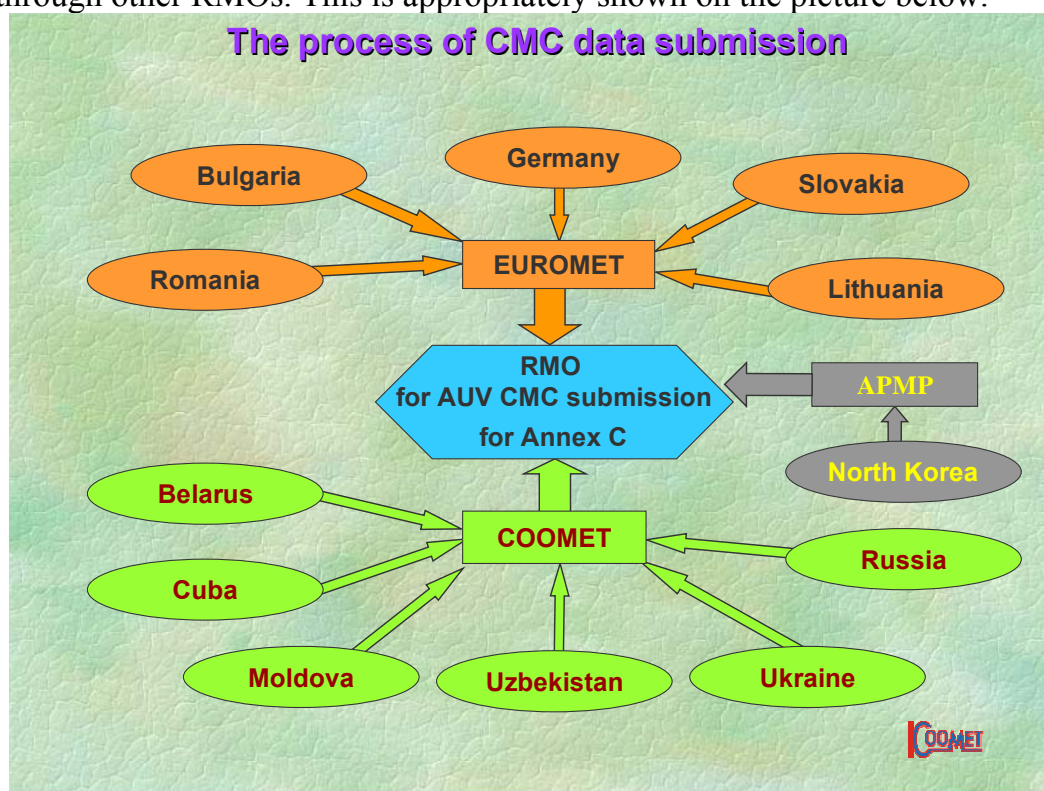 through other RMOs. This is appropriately shown on the picture below.
The process of CMC data submission
Germany
Bulgaria
Slovakia
EUROMET
Romania
Lithuania
RMO
for AUV CMC submission
for Annex C
APMP
North Korea
Belarus
COOMET
Russia
Cuba
Moldova
Uzbekistan
Ukraine
COOMET